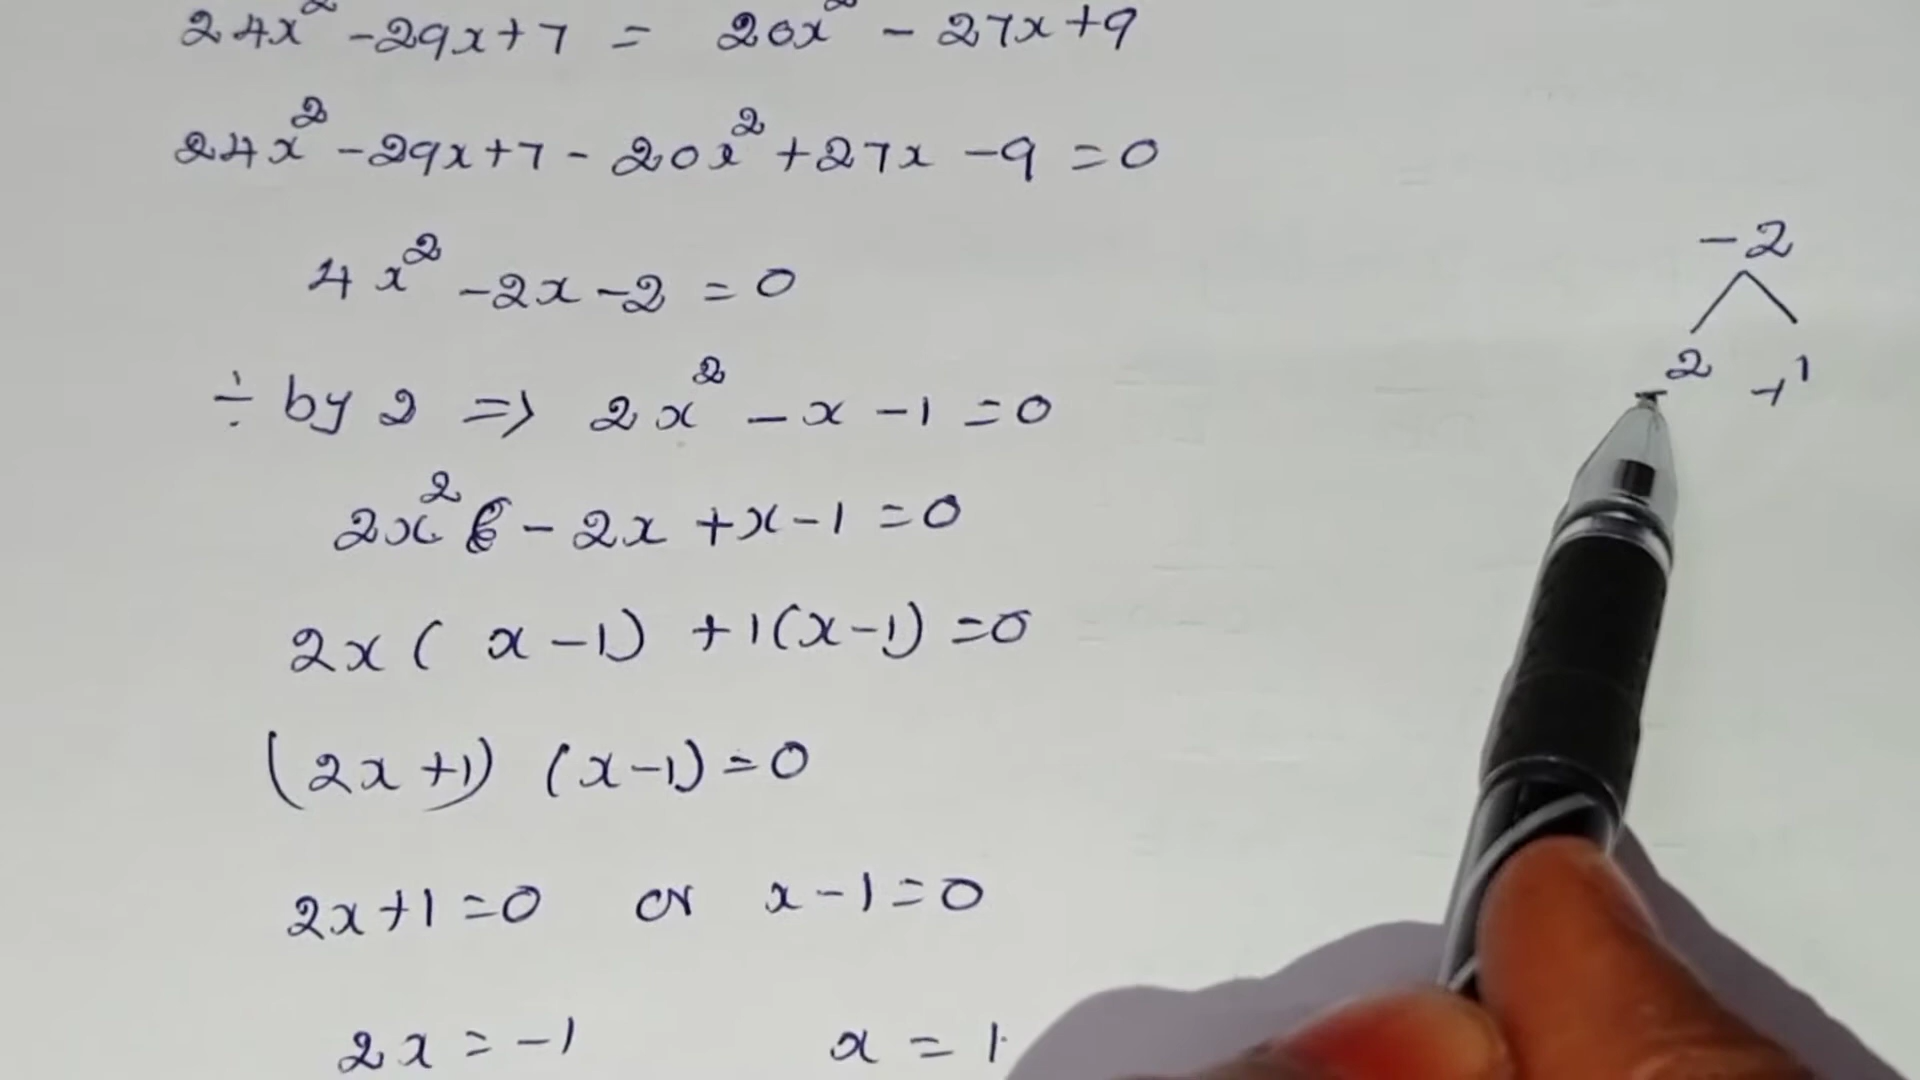 24x² - 29x + 7 = 20x² - 27x + 9
24x² - 29x + 7 - 20x² + 27x - 9 = 0
4x² - 2x - 2 = 0
÷ by 2 => 2x² - x - 1 = 0
2x² - 2x + x - 1 = 0
2x ( x - 1) + 1(x - 1) = 0
(2x + 1) (x - 1) = 0
2x + 1 = 0 or x - 1 = 0
2x = -1 x = 1
-2
-2 +1